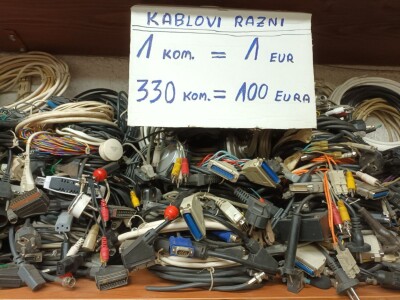 KABLOVI RAZNI
1 KOM. = 1 EUR
330 KOM. = 100 EURA